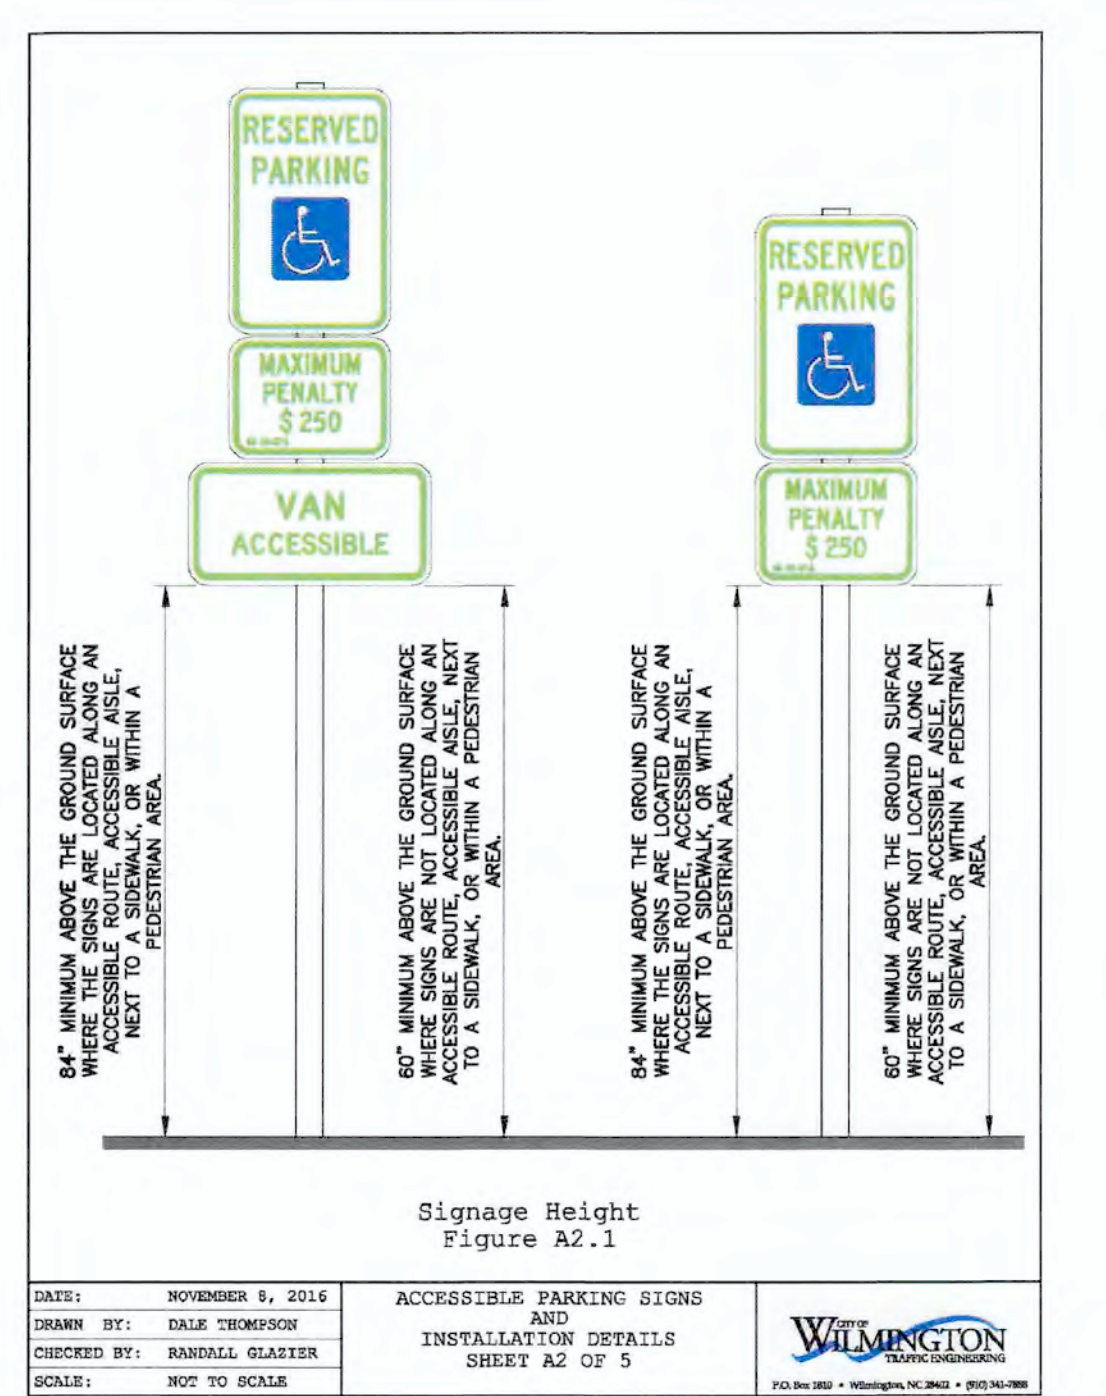 RESERVED
PARKING
MAXIMUM
PENALTY
$ 250
VAN
ACCESSIBLE
RESERVED
PARKING
MAXIMUM
PENALTY
$ 250
84" MINIMUM ABOVE THE GROUND SURFACE
WHERE THE SIGNS ARE LOCATED ALONG AN
ACCESSIBLE ROUTE, ACCESSIBLE AISLE,
NEXT TO A SIDEWALK, OR WITHIN A
PEDESTRIAN AREA.
60" MINIMUM ABOVE THE GROUND SURFACE
WHERE SIGNS ARE NOT LOCATED ALONG AN
ACCESSIBLE ROUTE, ACCESSIBLE AISLE, NEXT
TO A SIDEWALK, OR WITHIN A PEDESTRIAN
AREA.
84" MINIMUM ABOVE THE GROUND SURFACE
WHERE THE SIGNS ARE LOCATED ALONG AN
ACCESSIBLE ROUTE, ACCESSIBLE AISLE,
NEXT TO A SIDEWALK, OR WITHIN A
PEDESTRIAN AREA.
60" MINIMUM ABOVE THE GROUND SURFACE
WHERE SIGNS ARE NOT LOCATED ALONG AN
ACCESSIBLE ROUTE, ACCESSIBLE AISLE, NEXT
TO A SIDEWALK, OR WITHIN A PEDESTRIAN
AREA.
Signage Height
Figure A2.1
DATE: NOVEMBER 8, 2016
DRAWN BY: DALE THOMPSON
CHECKED BY: RANDALL GLAZIER
SCALE: NOT TO SCALE
ACCESSIBLE PARKING SIGNS
AND
INSTALLATION DETAILS
SHEET A2 OF 5
CITY OF
WILMINGTON
TRAFFIC ENGINEERING
P.O. Box 1810 • Wilmington, NC 28402 • (910) 341-7888